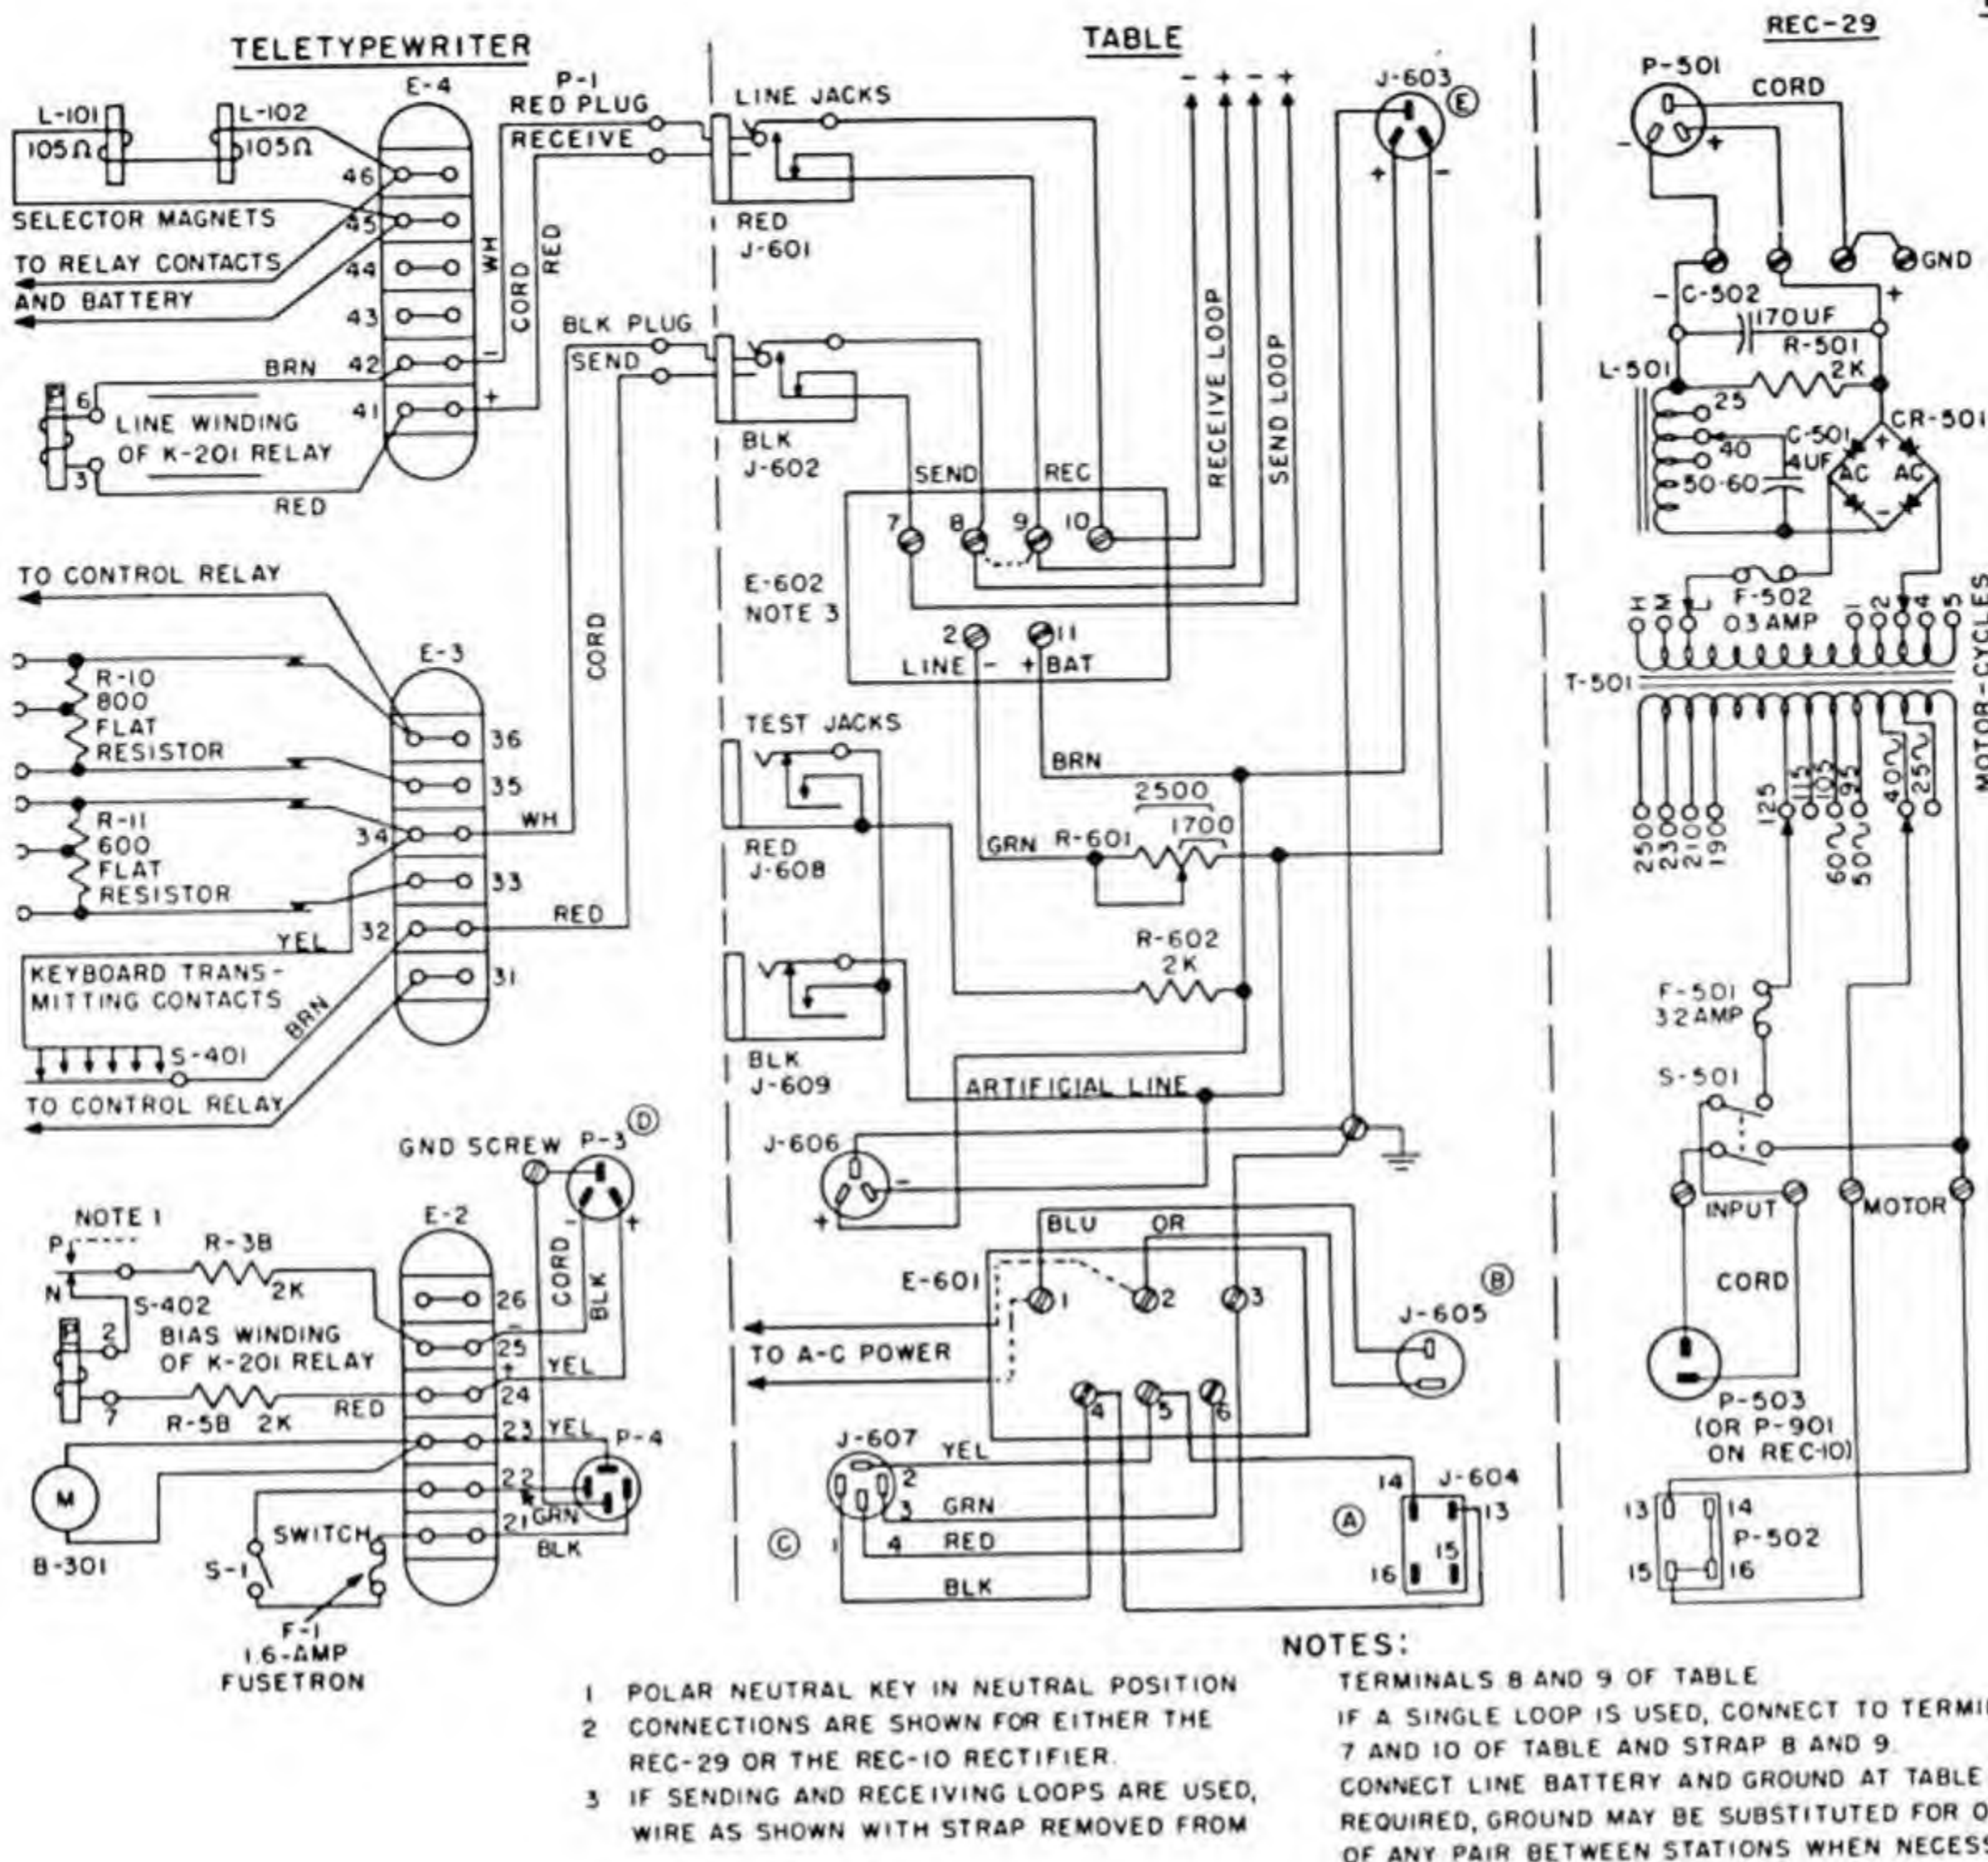 TELETYPEWRITER
L-101
105Ω
L-102
105Ω
E-4
P-1
RED PLUG
RECEIVE
46
SELECTOR MAGNETS
45
TO RELAY CONTACTS
44
AND BATTERY
43
WH
CORD
RED
BRN
42
-
41
+
P
6
LINE WINDING
OF K-201 RELAY
3
RED
BLK PLUG
SEND
TO CONTROL RELAY
E-3
CORD
R-10
800
FLAT
RESISTOR
36
35
R-11
600
FLAT
RESISTOR
34
WH
33
32
RED
YEL
31
KEYBOARD TRANS-
MITTING CONTACTS
BRN
S-401
TO CONTROL RELAY
GND SCREW
P-3
D
-
+
NOTE 1
P
N
R-3B
2K
E-2
CORD
BLK
S-402
26
P
2
BIAS WINDING
OF K-201 RELAY
-
25
+
YEL
24
7
R-5B 2K
RED
23
YEL
P-4
M
22
GRN
SWITCH
21
BLK
B-301
S-1
F-1
1.6-AMP
FUSETRON
TABLE
LINE JACKS
- + - +
J-603
E
+
-
RED
J-601
BLK
J-602
RECEIVE LOOP
SEND LOOP
SEND
REC
7
8
9
10
E-602
NOTE 3
2
11
LINE - + BAT
TEST JACKS
BRN
2500
1700
GRN
R-601
RED
J-608
R-602
2K
BLK
J-609
ARTIFICIAL LINE
J-606
-
+
BLU
OR
E-601
1
2
3
B
J-605
TO A-C POWER
4
5
6
J-607
YEL
2
3
GRN
C
1
4
RED
BLK
14
J-604
13
A
15
16
REC-29
P-501
CORD
-
+
GND
-
C-502
+
170UF
R-501
2K
L-501
25
CR-501
C-501
4UF
40
50-60
+
AC
AC
-
H
M
L
F-502
0.3 AMP
1
2
4
5
T-501
MOTOR-CYCLES
2500
2300
2100
1900
125
115
105
95
60~
50~
40~
25~
F-501
3.2 AMP
S-501
INPUT
MOTOR
CORD
P-503
(OR P-901
ON REC-10)
13
14
P-502
15
16
NOTES:
1 POLAR NEUTRAL KEY IN NEUTRAL POSITION
2 CONNECTIONS ARE SHOWN FOR EITHER THE
REC-29 OR THE REC-10 RECTIFIER.
3 IF SENDING AND RECEIVING LOOPS ARE USED,
WIRE AS SHOWN WITH STRAP REMOVED FROM
TERMINALS 8 AND 9 OF TABLE
IF A SINGLE LOOP IS USED, CONNECT TO
7 AND 10 OF TABLE AND STRAP 8 AND 9.
CONNECT LINE BATTERY AND GROUND AT TABLE
REQUIRED, GROUND MAY BE SUBSTITUTED FOR
OF ANY PAIR BETWEEN STATIONS WHEN